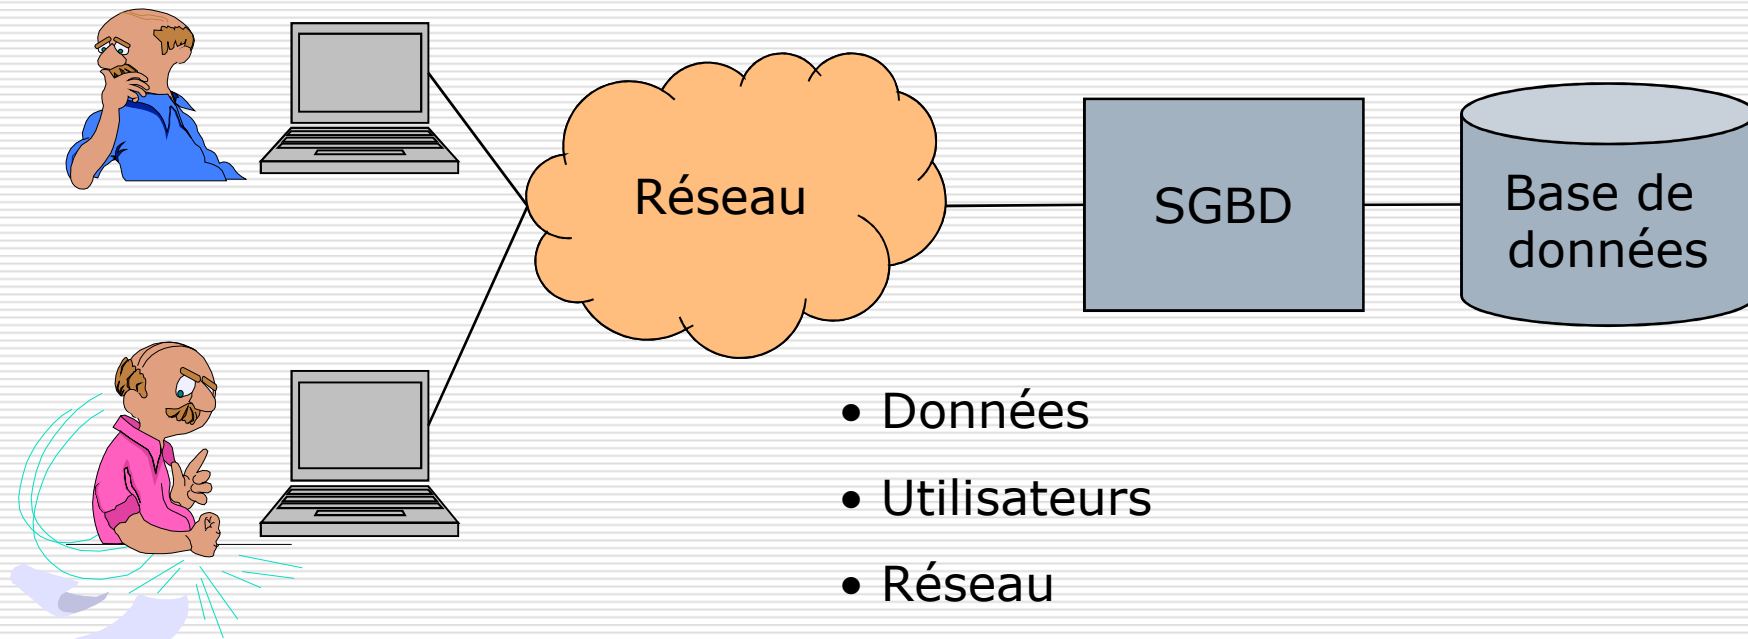 Réseau
SGBD
Base de
données
• Données
• Utilisateurs
• Réseau